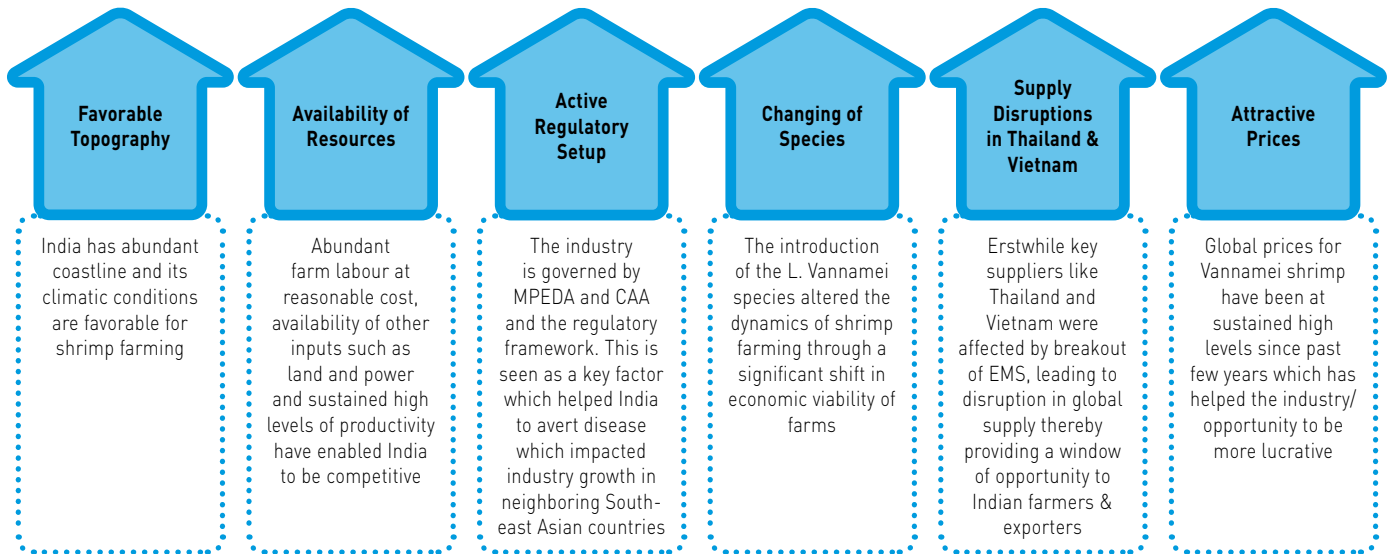 Favorable
Topography
India has abundant
coastline and its
climatic conditions
are favorable for
shrimp farming
Availability of
Resources
Abundant
farm labour at
reasonable cost,
availability of other
inputs such as
land and power
and sustained high
levels of productivity
have enabled India
to be competitive
Active
Regulatory
Setup
The industry
is governed by
MPEDA and CAA
and the regulatory
framework. This is
seen as a key factor
which helped India
to avert disease
which impacted
industry growth in
neighboring South-
east Asian countries
Changing of
Species
The introduction
of the L. Vannamei
species altered the
dynamics of shrimp
farming through a
significant shift in
economic viability of
farms
Supply
Disruptions
in Thailand &
Vietnam
Erstwhile key
suppliers like
Thailand and
Vietnam were
affected by breakout
of EMS, leading to
disruption in global
supply thereby
providing a window
of opportunity to
Indian farmers &
exporters
Attractive
Prices
Global prices for
Vannamei shrimp
have been at
sustained high
levels since past
few years which has
helped the industry/
opportunity to be
more lucrative